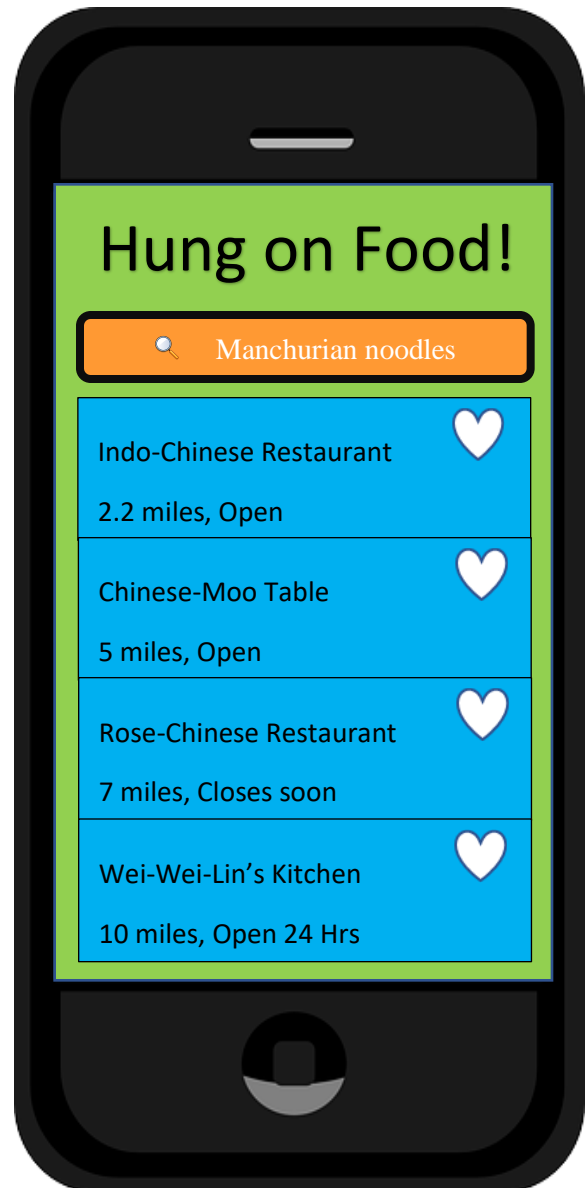 Hung on Food!
Manchurian noodles
Indo-Chinese Restaurant
2.2 miles, Open
Chinese-Moo Table
5 miles, Open
Rose-Chinese Restaurant
7 miles, Closes soon
Wei-Wei-Lin’s Kitchen
10 miles, Open 24 Hrs